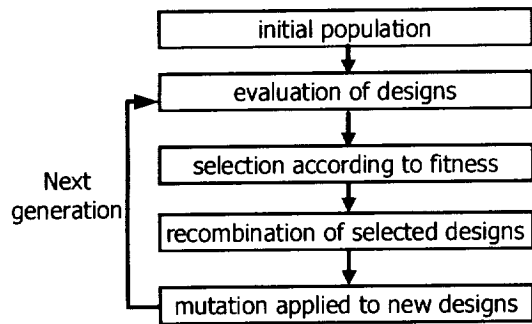 initial population
evaluation of designs
selection according to fitness
Next
generation
recombination of selected designs
mutation applied to new designs